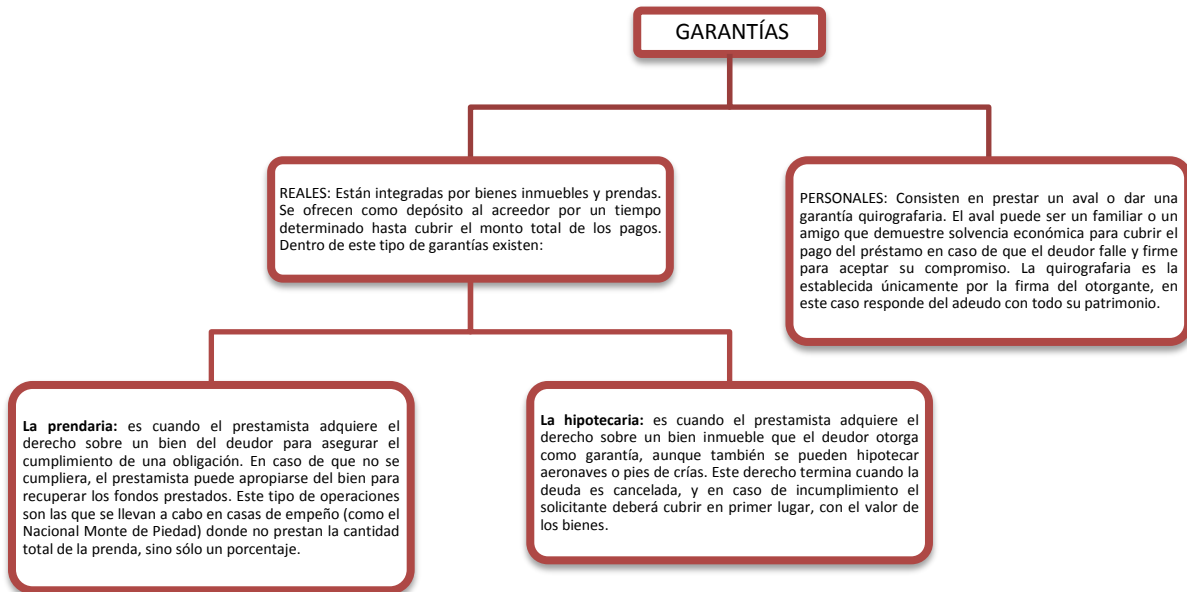 GARANTÍAS
REALES: Están integradas por bienes inmuebles y prendas.
Se ofrecen como depósito al acreedor por un tiempo
determinado hasta cubrir el monto total de los pagos.
Dentro de este tipo de garantías existen:
PERSONALES: Consisten en prestar un aval o dar una
garantía quirografaria. El aval puede ser un familiar o un
amigo que demuestre solvencia económica para cubrir el
pago del préstamo en caso de que el deudor falle y firme
para aceptar su compromiso. La quirografaria es la
establecida únicamente por la firma del otorgante, en
este caso responde del adeudo con todo su patrimonio.
La prendaria: es cuando el prestamista adquiere el
derecho sobre un bien del deudor para asegurar el
cumplimiento de una obligación. En caso de que no se
cumpliera, el prestamista puede apropiarse del bien para
recuperar los fondos prestados. Este tipo de operaciones
son las que se llevan a cabo en casas de empeño (como el
Nacional Monte de Piedad) donde no prestan la cantidad
total de la prenda, sino sólo un porcentaje.
La hipotecaria: es cuando el prestamista adquiere el
derecho sobre un bien inmueble que el deudor otorga
como garantía, aunque también se pueden hipotecar
aeronaves o pies de crías. Este derecho termina cuando la
deuda es cancelada, y en caso de incumplimiento el
solicitante deberá cubrir en primer lugar, con el valor de
los bienes.